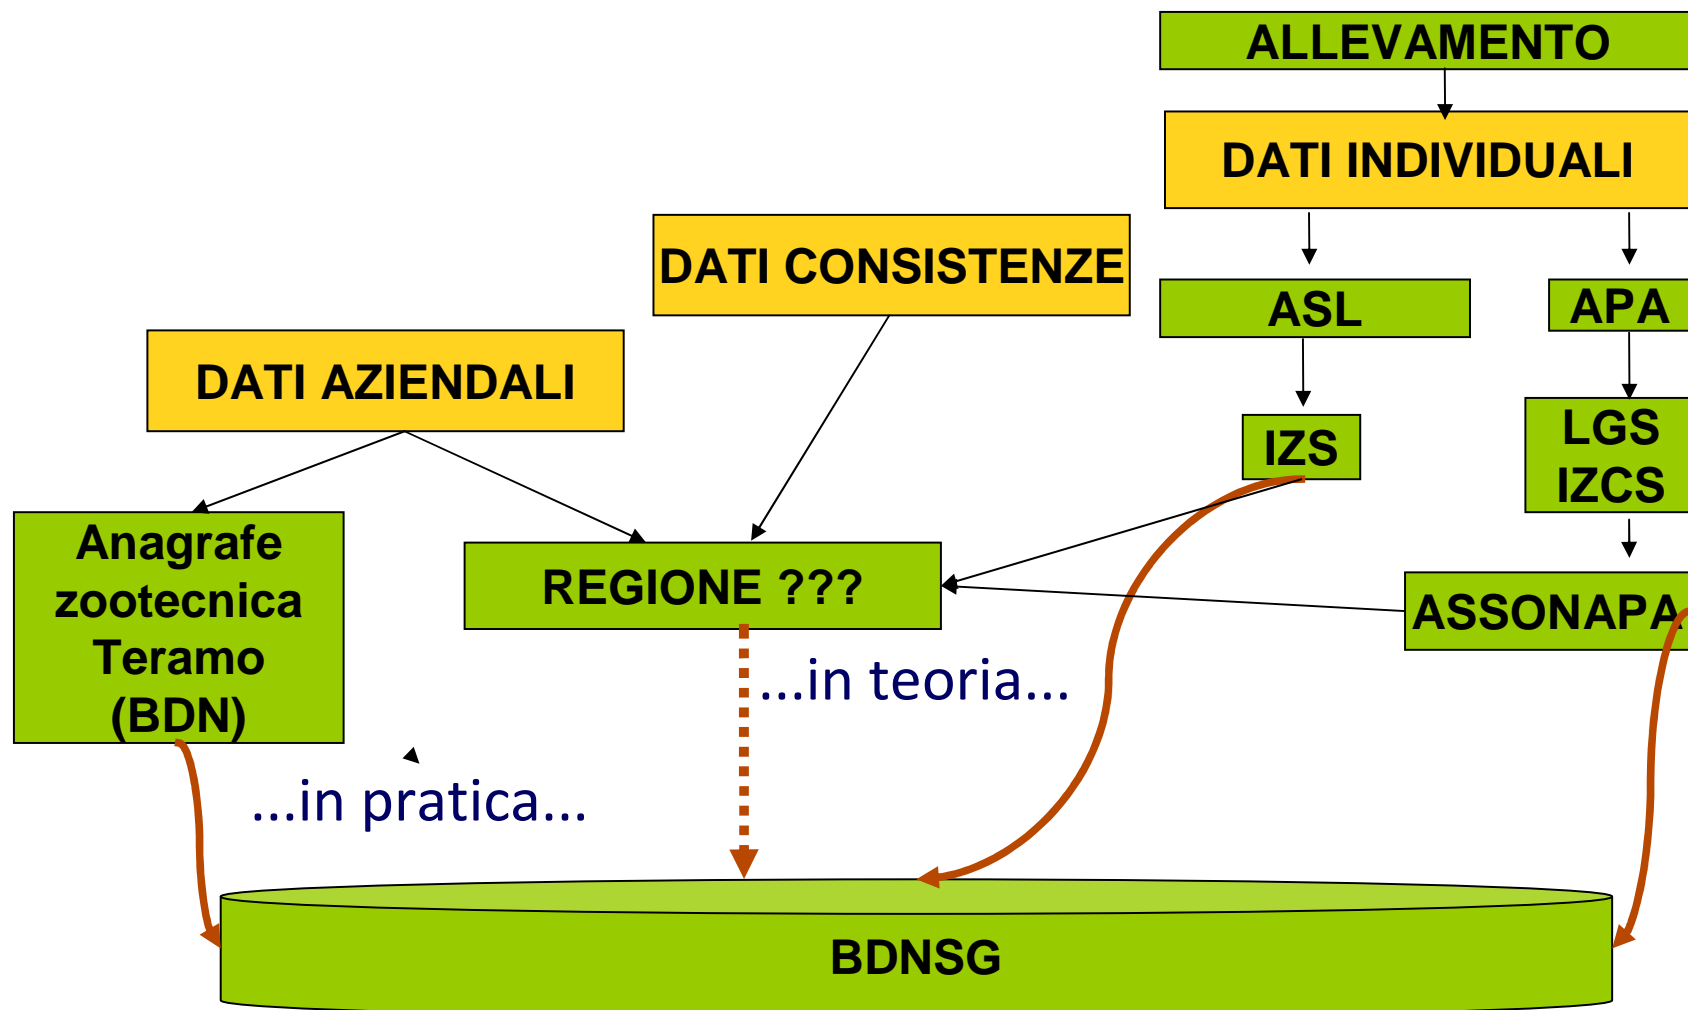 ALLEVAMENTO
DATI INDIVIDUALI
DATI CONSISTENZE
ASL
APA
DATI AZIENDALI
IZS
LGS
IZCS
Anagrafe
zootecnica
Teramo
(BDN)
REGIONE ???
ASSONAPA
...in teoria...
...in pratica...
BDNSG